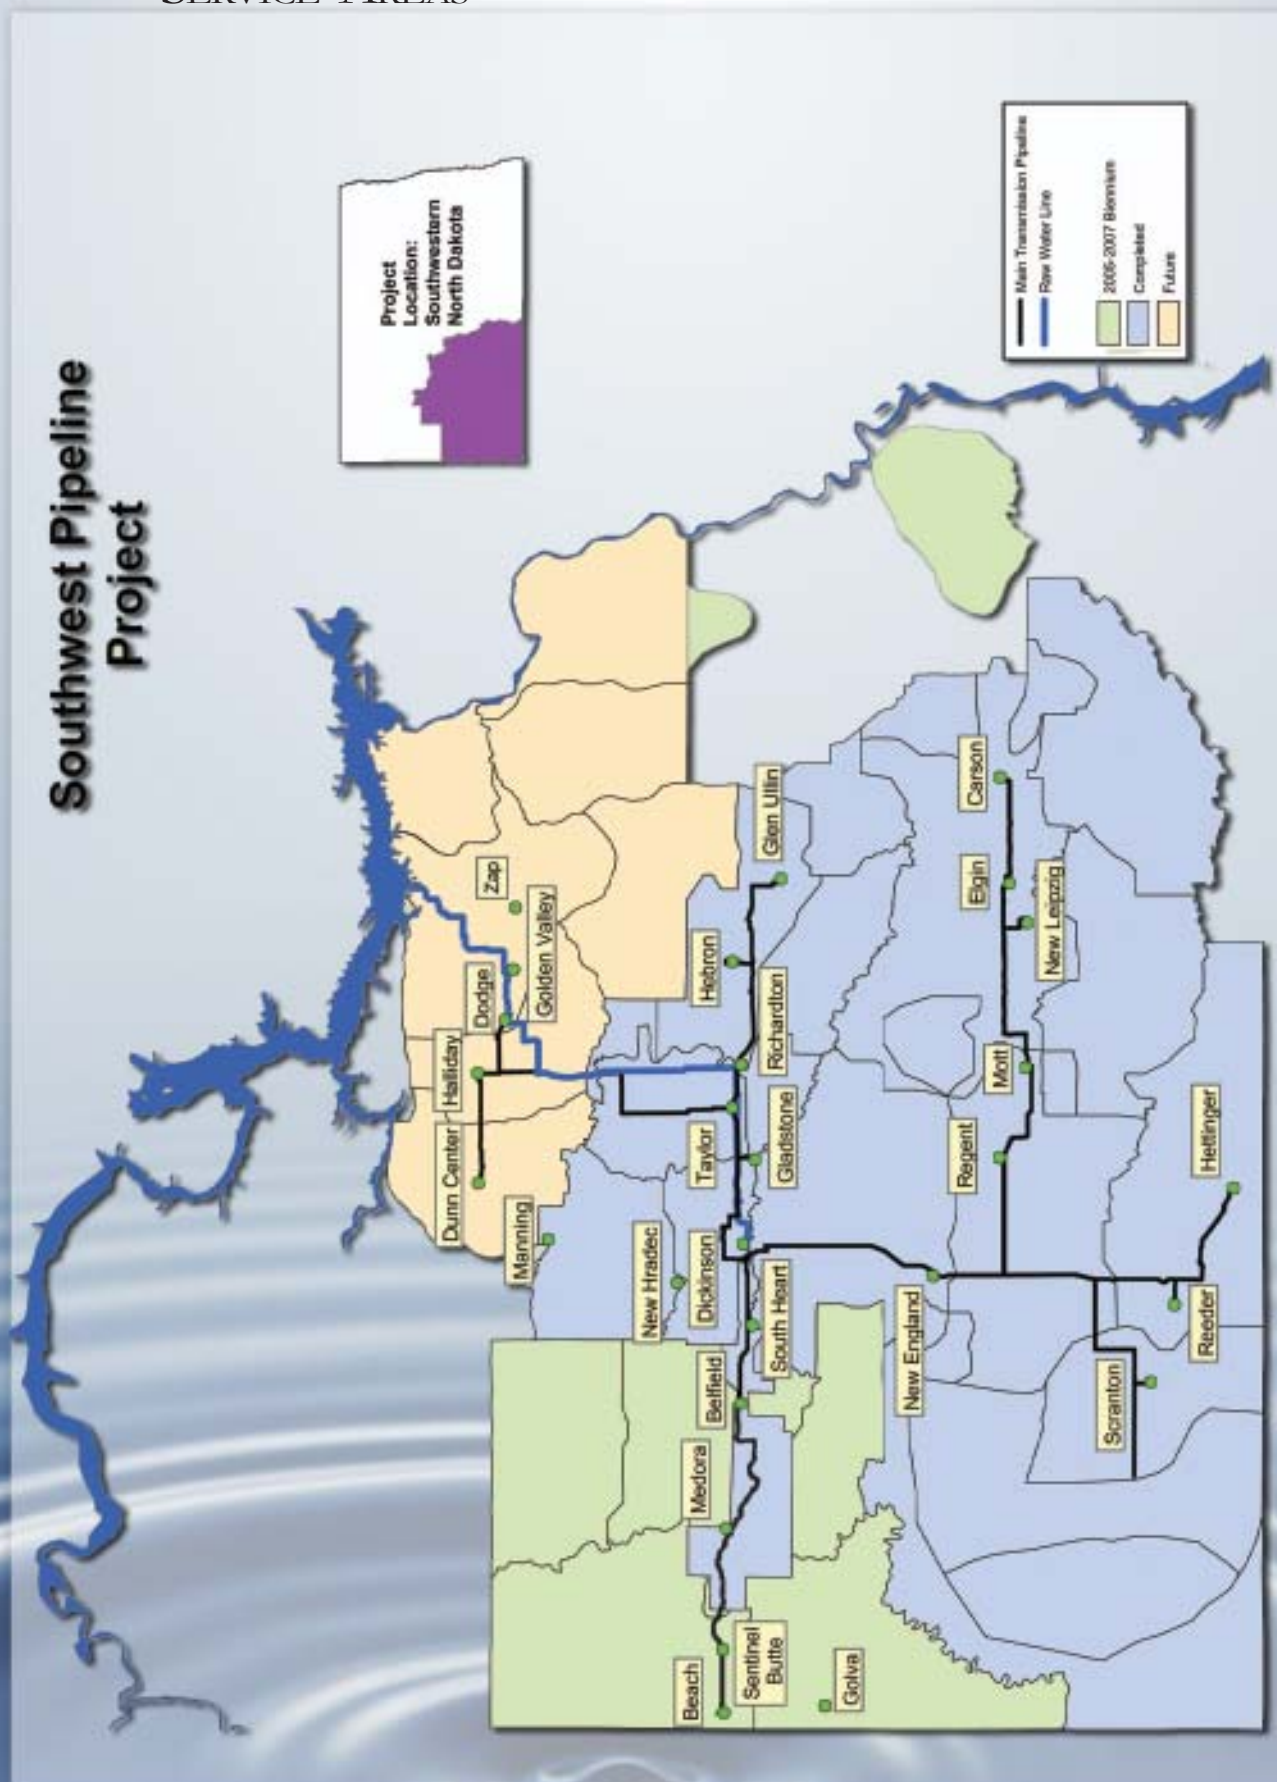 SERVICE AREAS
Southwest Pipeline
Project
Project
Location:
Southwestern
North Dakota
Main Transmission Pipeline
Raw Water Line
2005-2007 Biennium
Completed
Future
Zap
Golden Valley
Dodge
Halliday
Dunn Center
Manning
New Hradec
Dickinson
Taylor
Gladstone
Richardton
Hebron
Glen Ullin
South Heart
Belfield
Medora
Sentinel
Butte
Beach
Golva
New England
Regent
Mott
Elgin
New Leipzig
Carson
Scranton
Reeder
Hettinger